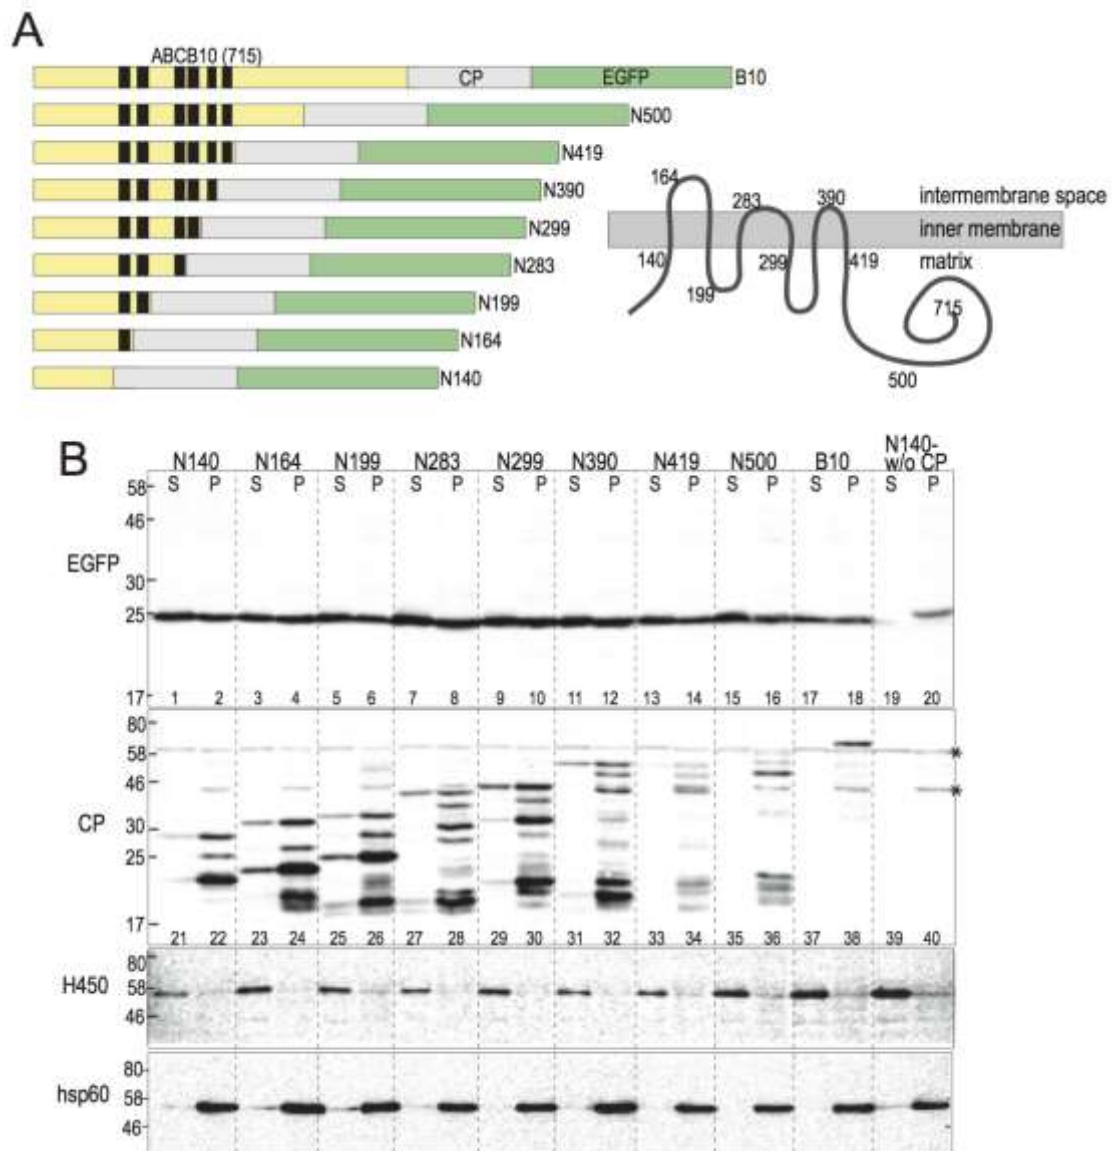 A
ABCB10 (715)
CP EGFP B10
N500
N419
N390
N299
N283
N199
N164
N140
164 283 390 intermembrane space
inner membrane
140 199 299 419 matrix
715
500
B
N140 N164 N199 N283 N299 N390 N419 N500 B10 N140-
w/o CP
S P S P S P S P S P S P S P S P S P S P
EGFP
58
46
30
25
17
1 2 3 4 5 6 7 8 9 10 11 12 13 14 15 16 17 18 19 20
CP
80
58 *
46 *
30
25
17
21 22 23 24 25 26 27 28 29 30 31 32 33 34 35 36 37 38 39 40
H450
80
58
46
hsp60
80
58
46